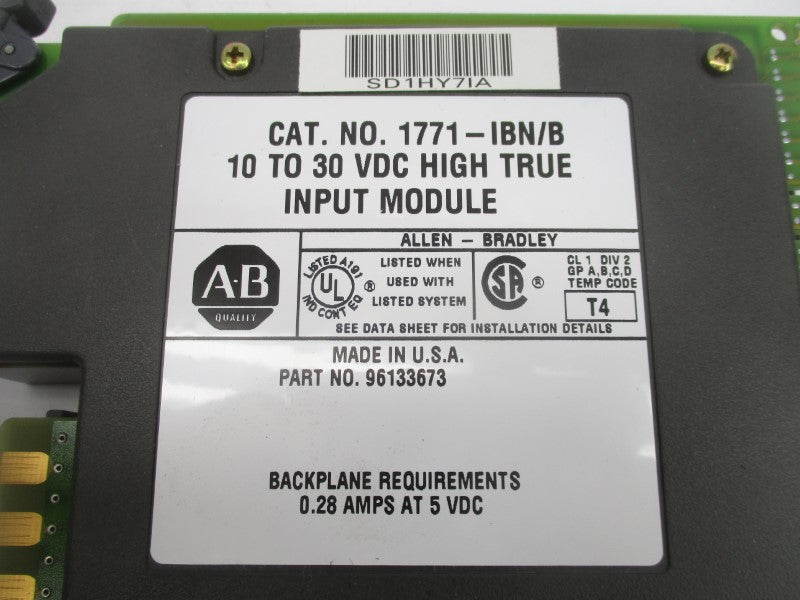 SD1HY7IA
CAT. NO. 1771-IBN/B
10 TO 30 VDC HIGH TRUE
INPUT MODULE
ALLEN - BRADLEY
A-B
QUALITY
LISTED A191
UL
IND CONT EQ
®
LISTED WHEN
USED WITH
LISTED SYSTEM
SA
®
CL 1 DIV 2
GP A,B,C,D
TEMP CODE
T4
SEE DATA SHEET FOR INSTALLATION DETAILS
MADE IN U.S.A.
PART NO. 96133673
BACKPLANE REQUIREMENTS
0.28 AMPS AT 5 VDC